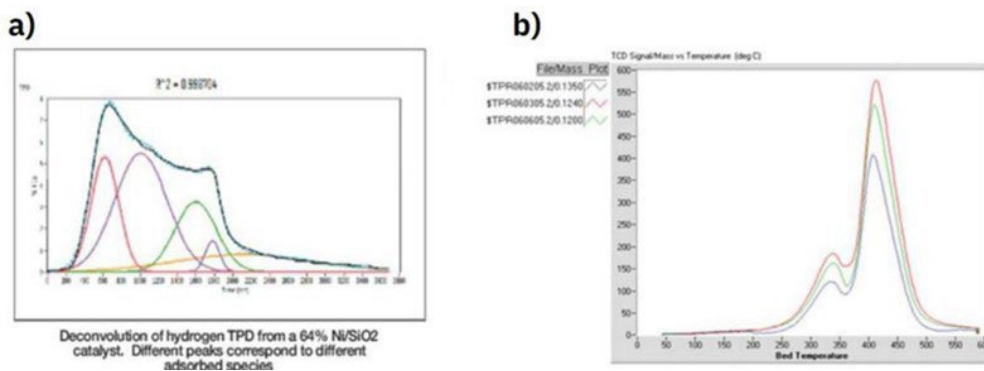 a)
b)
TPD
R^2 = 0.998704
Deconvolution of hydrogen TPD from a 64% Ni/SiO2
catalyst. Different peaks correspond to different
adsorbed species
TCD Signal/Mass vs Temperature (deg C)
File/Mass Plot
$TPR060205.2/0.1350
$TPR060305.2/0.1240
$TPR060605.2/0.1200
600
550
500
450
400
350
300
250
200
150
100
50
0
0 50 100 150 200 250 300 350 400 450 500 550
Bed Temperature